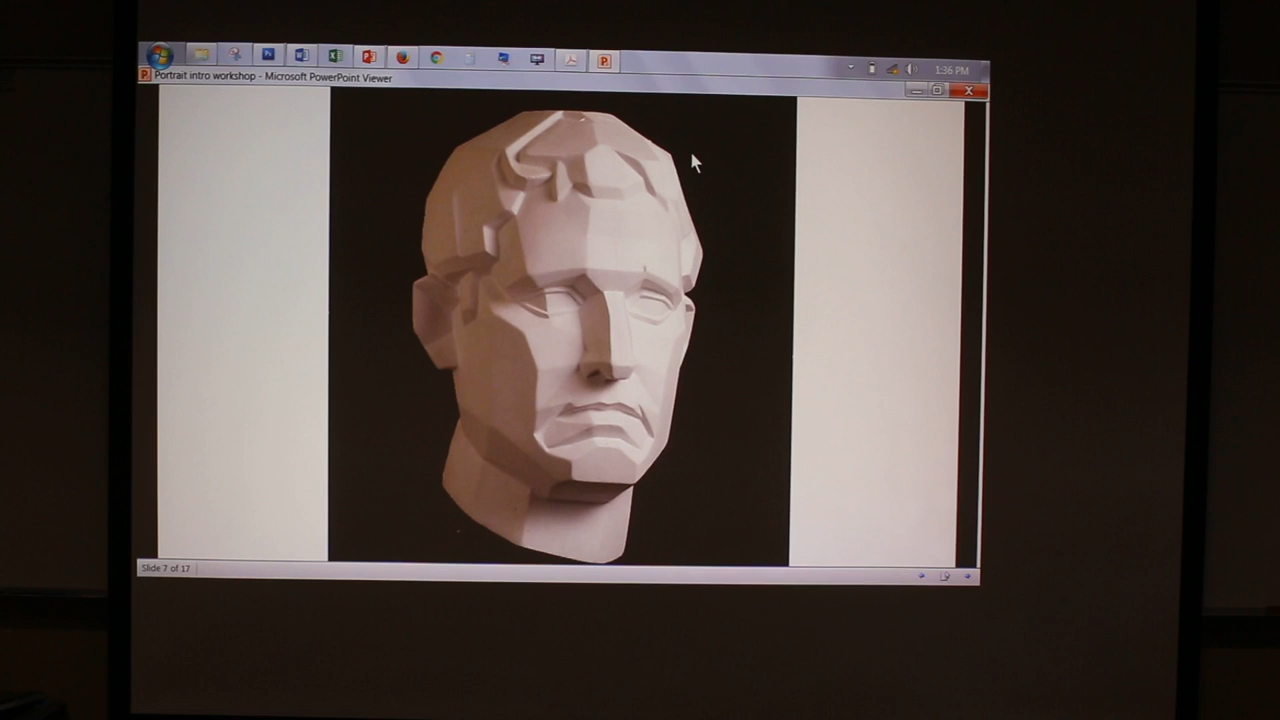 1:36 PM
Portrait intro workshop - Microsoft PowerPoint Viewer
Slide 7 of 17